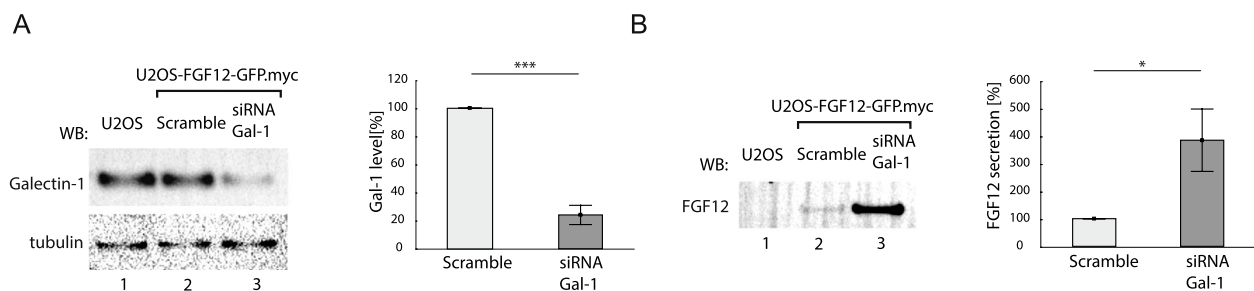 A
U2OS-FGF12-GFP.myc
WB: U2OS Scramble siRNA Gal-1
Galectin-1
tubulin
1 2 3
***
Gal-1 level[%]
120
100
80
60
40
20
0
Scramble siRNA Gal-1
B
U2OS-FGF12-GFP.myc
WB: U2OS Scramble siRNA Gal-1
FGF12
1 2 3
*
FGF12 secretion [%]
600
500
400
300
200
100
0
Scramble siRNA Gal-1